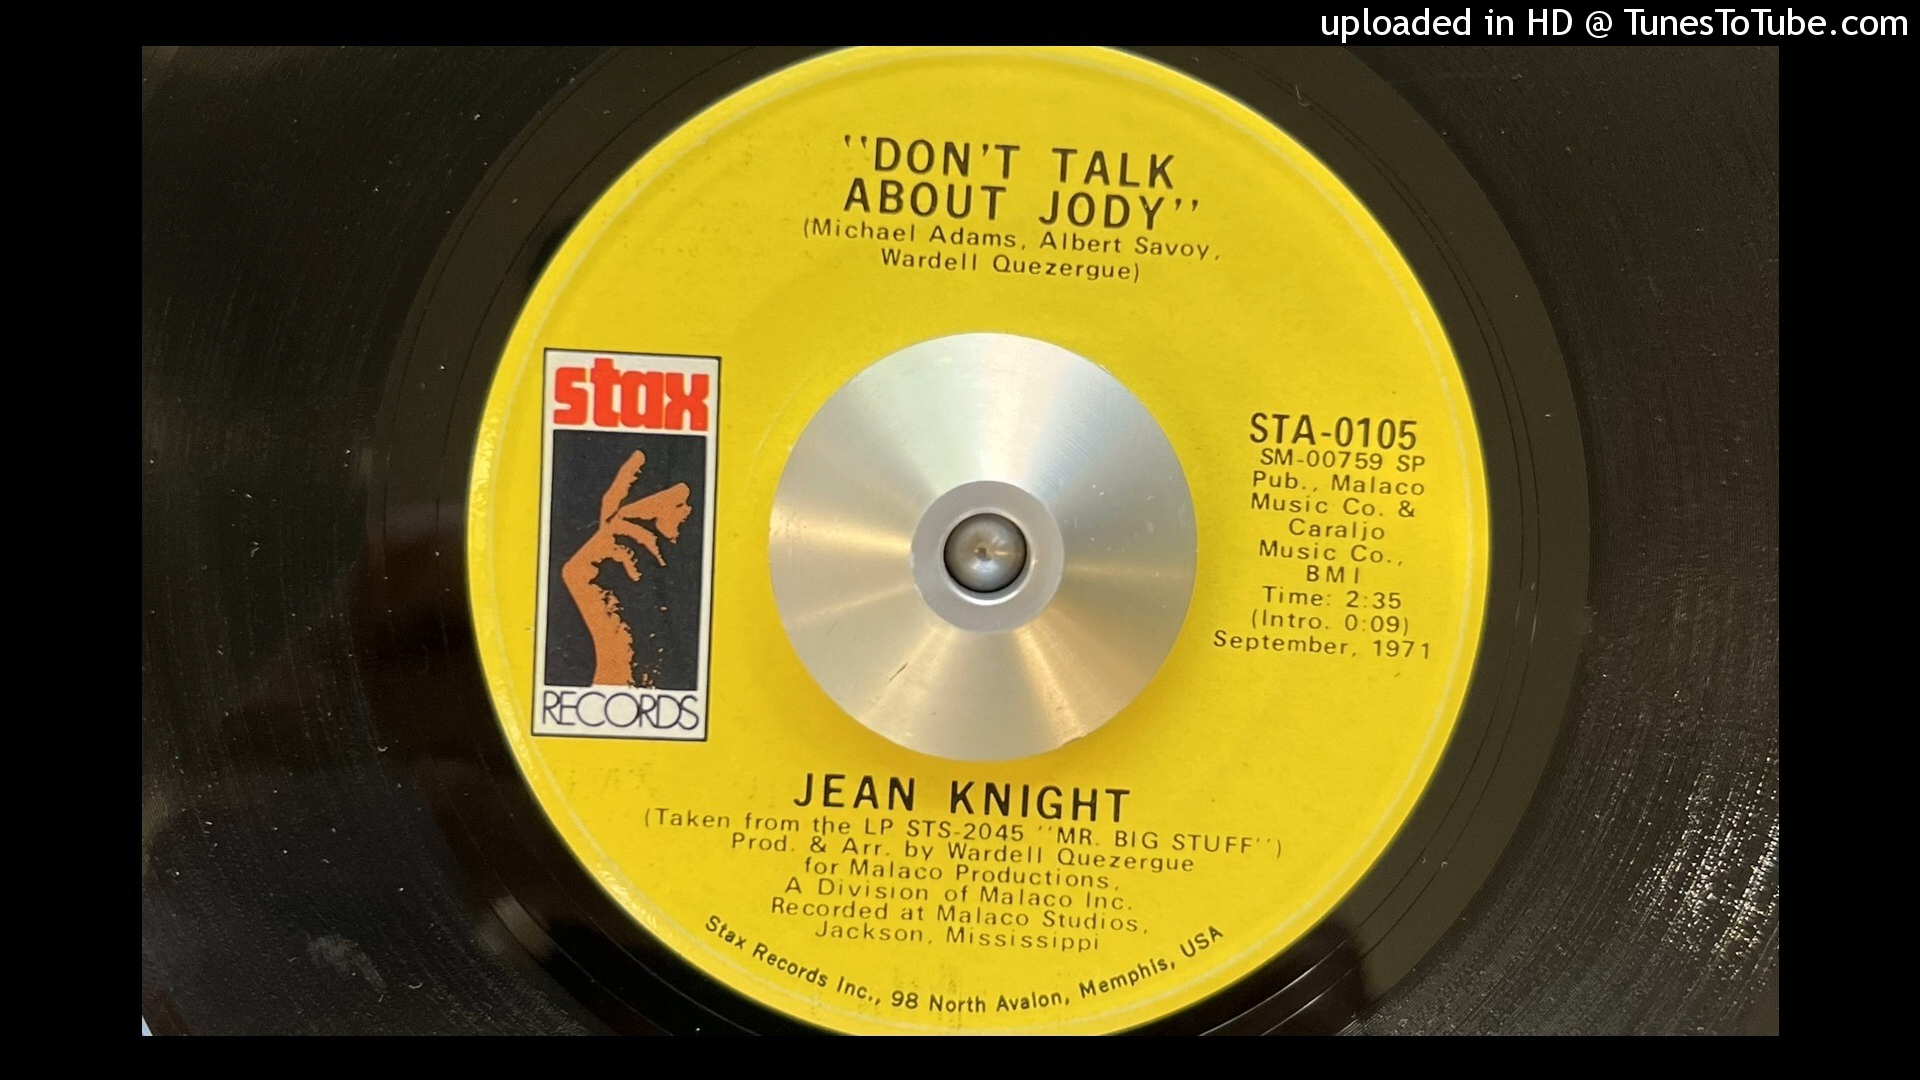 uploaded in HD @ TunesToTube.com
"DON'T TALK
ABOUT JODY"
(Michael Adams, Albert Savoy,
Wardell Quezergue)
stax
RECORDS
STA-0105
SM-00759 SP
Pub., Malaco
Music Co. &
Caraljo
Music Co.,
BMI
Time: 2:35
(Intro. 0:09)
September, 1971
JEAN KNIGHT
(Taken from the LP STS-2045 "MR. BIG STUFF")
Prod. & Arr. by Wardell Quezergue
for Malaco Productions,
A Division of Malaco Inc.
Recorded at Malaco Studios,
Jackson, Mississippi
Stax Records Inc., 98 North Avalon, Memphis, USA